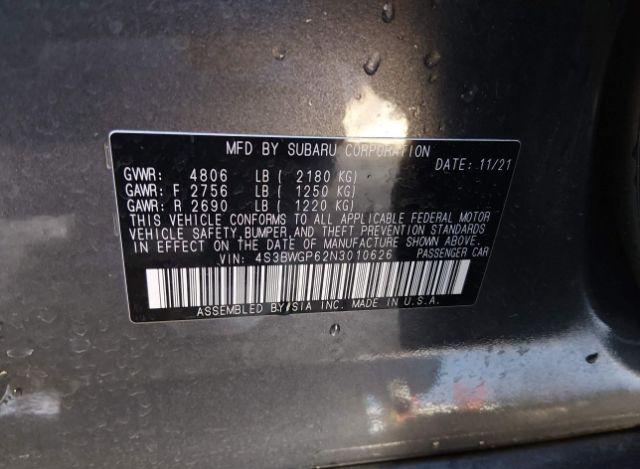 MFD BY SUBARU CORPORATION
DATE: 11/21
GVWR: 4806 LB ( 2180 KG)
GAWR: F 2756 LB ( 1250 KG)
GAWR: R 2690 LB ( 1220 KG)
THIS VEHICLE CONFORMS TO ALL APPLICABLE FEDERAL MOTOR
VEHICLE SAFETY, BUMPER, AND THEFT PREVENTION STANDARDS
IN EFFECT ON THE DATE OF MANUFACTURE SHOWN ABOVE.
VIN: 4S3BWGP62N3010626 PASSENGER CAR
ASSEMBLED BY SIA INC. MADE IN U.S.A.